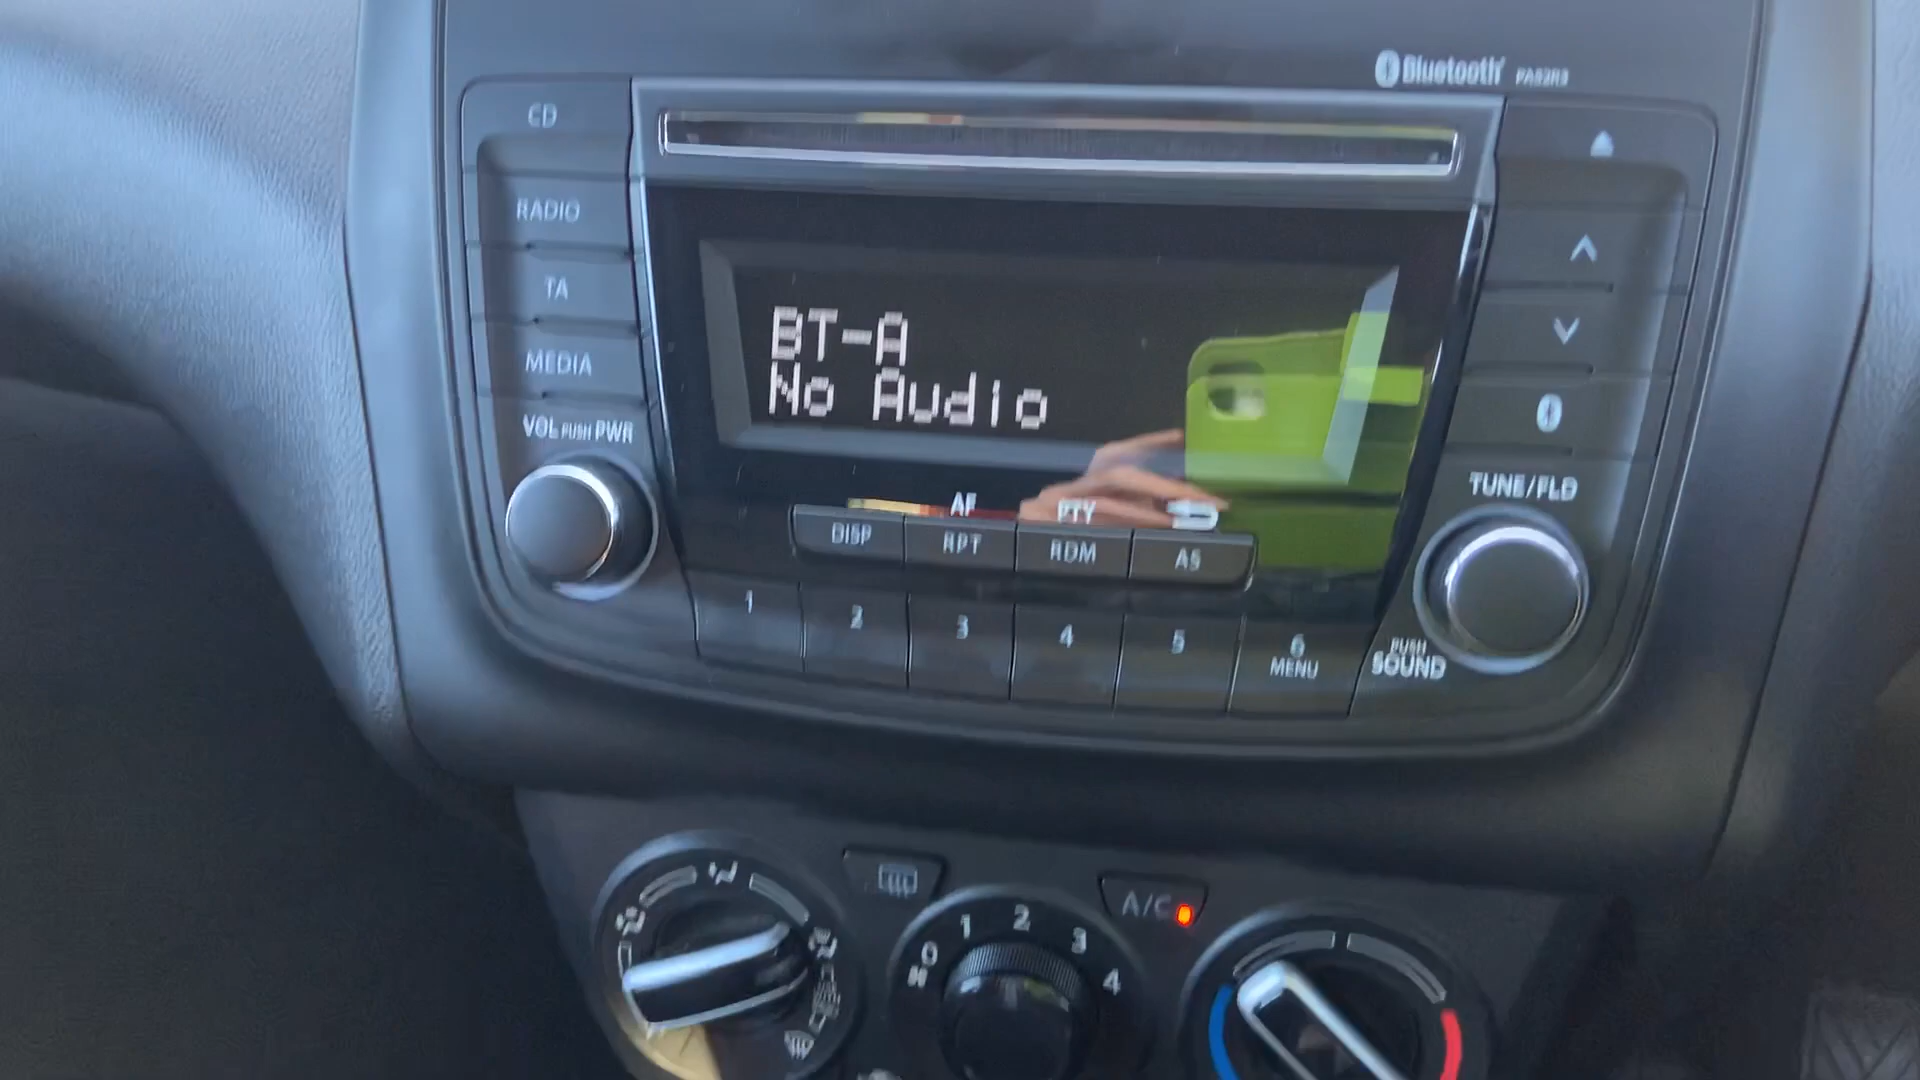 Bluetooth PA82R3
CD
RADIO
TA
MEDIA
VOL PUSH PWR
BT-A
No Audio
TUNE/FLD
AF PTY
DISP RPT RDM AS
1 2 3 4 5 6
MENU
PUSH
SOUND
A/C
0 1 2 3 4